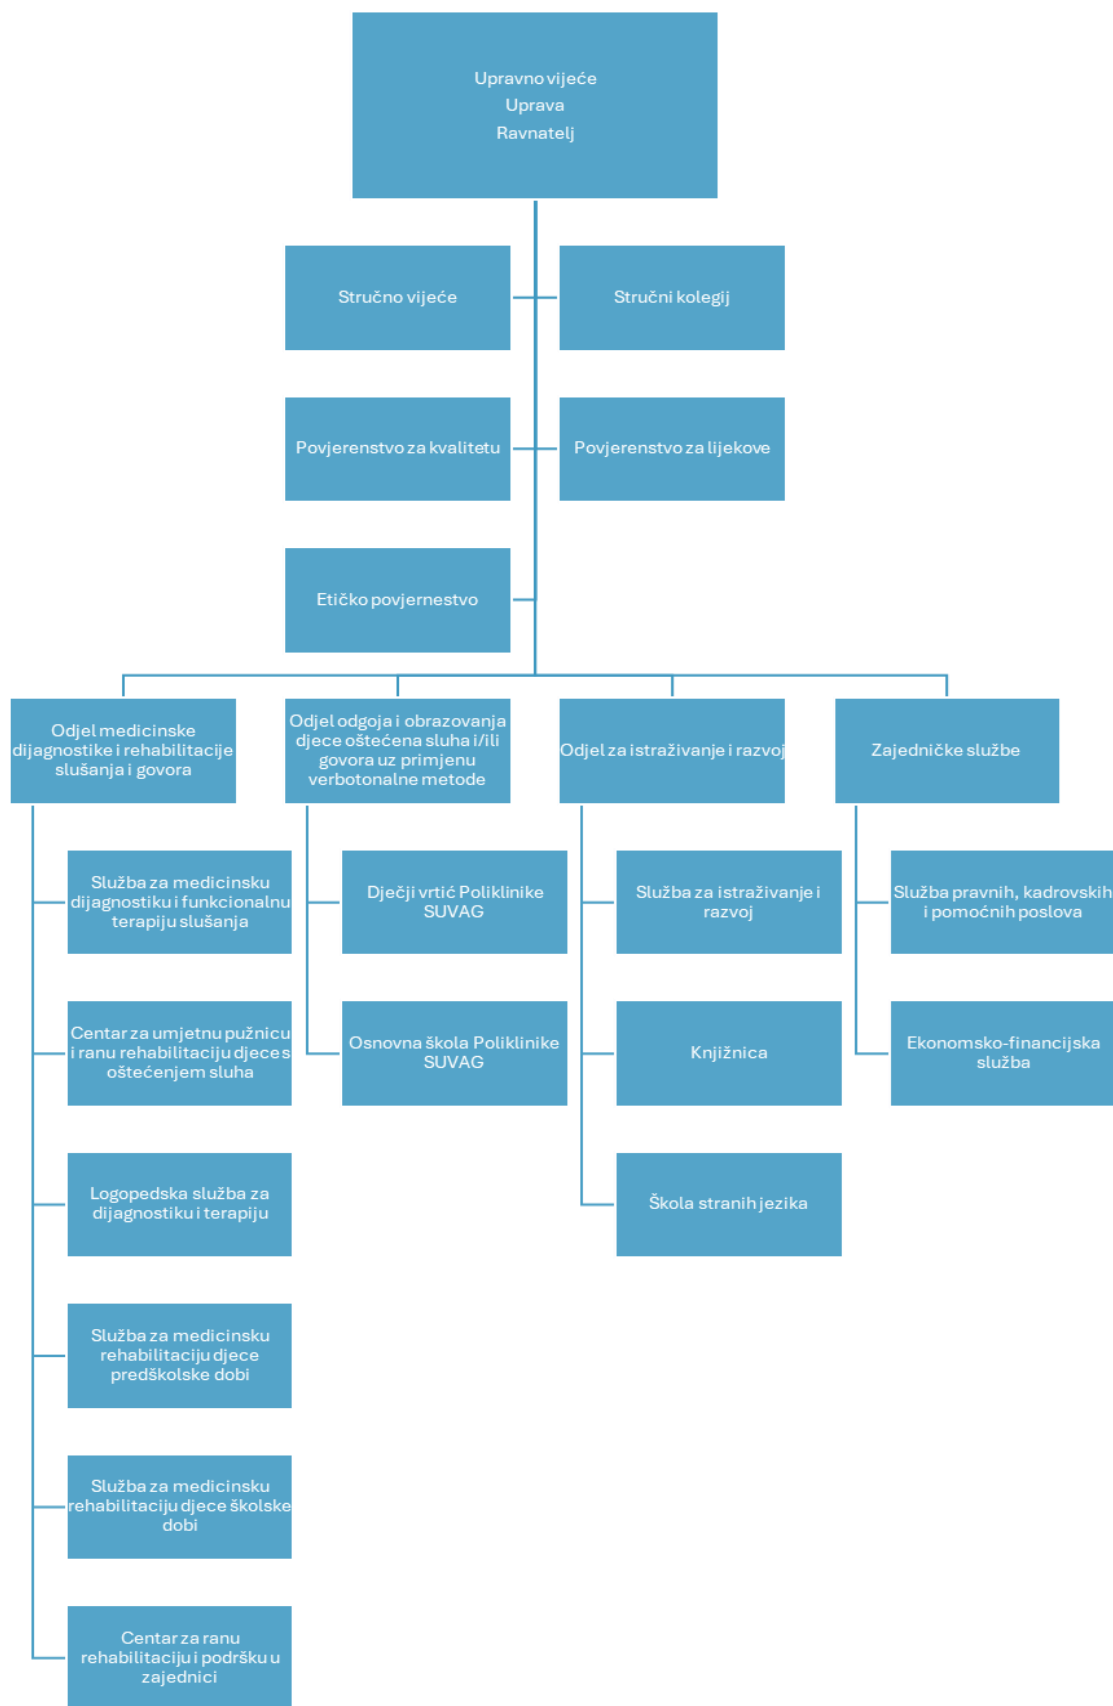 Upravno vijeće
Uprava
Ravnatelj
Stručno vijeće
Stručni kolegij
Povjerenstvo za kvalitetu
Povjerenstvo za lijekove
Etičko povjernestvo
Odjel medicinske
dijagnostike i rehabilitacije
slušanja i govora
Odjel odgoja i obrazovanja
djece oštećena sluha i/ili
govora uz primjenu
verbotonalne metode
Odjel za istraživanje i razvoj
Zajedničke službe
Služba za medicinsku
dijagnostiku i funkcionalnu
terapiju slušanja
Dječji vrtić Poliklinike
SUVAG
Služba za istraživanje i
razvoj
Služba pravnih, kadrovskih
i pomoćnih poslova
Centar za umjetnu pužnicu
i ranu rehabilitaciju djece s
oštećenjem sluha
Osnovna škola Poliklinike
SUVAG
Knjižnica
Ekonomsko-financijska
služba
Logopedska služba za
dijagnostiku i terapiju
Škola stranih jezika
Služba za medicinsku
rehabilitaciju djece
predškolske dobi
Služba za medicinsku
rehabilitaciju djece školske
dobi
Centar za ranu
rehabilitaciju i podršku u
zajednici